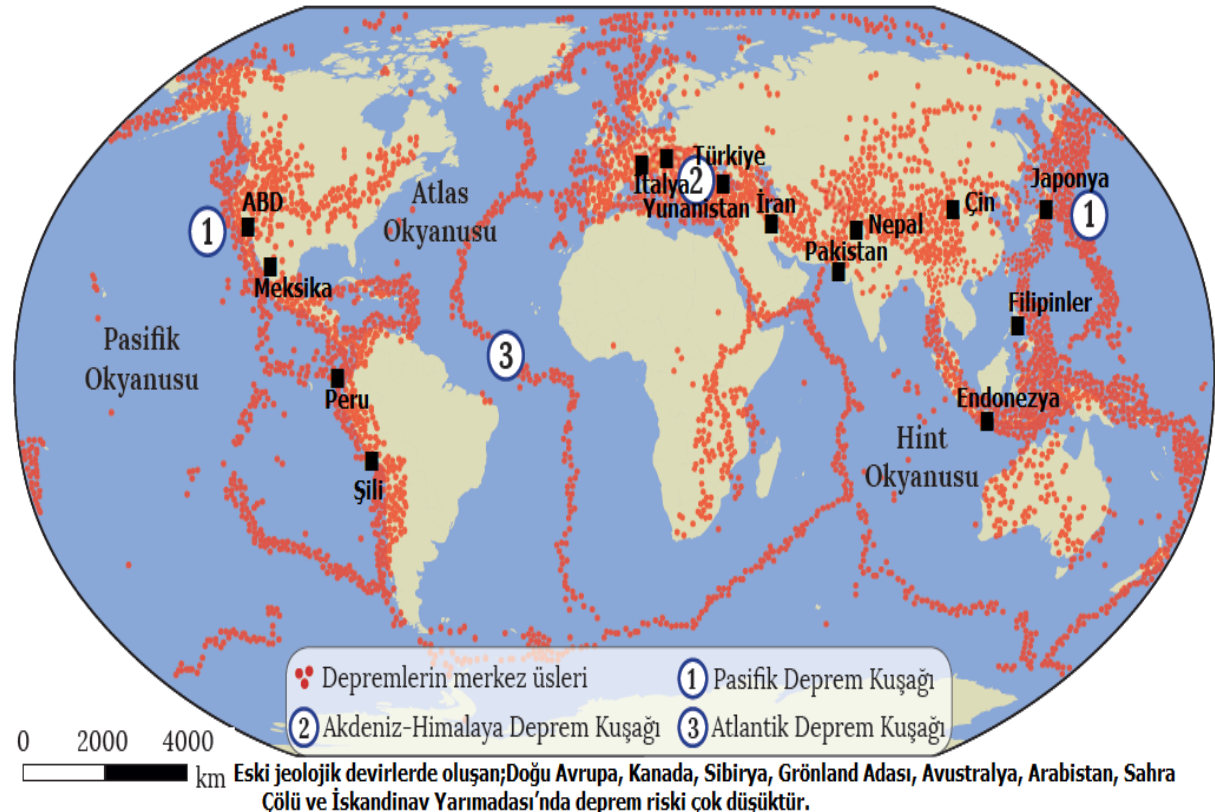 Türkiye
İtalya
2
Yunanistan
İran
Japonya
Çin
1
ABD
1
Atlas
Okyanusu
Nepal
Pakistan
Meksika
Filipinler
Pasifik
Okyanusu
3
Peru
Endonezya
Hint
Okyanusu
Şili
Depremlerin merkez üsleri
1 Pasifik Deprem Kuşağı
2 Akdeniz-Himalaya Deprem Kuşağı
3 Atlantik Deprem Kuşağı
0 2000 4000
km
Eski jeolojik devirlerde oluşan;Doğu Avrupa, Kanada, Sibirya, Grönland Adası, Avustralya, Arabistan, Sahra
Çölü ve İskandinav Yarımadası'nda deprem riski çok düşüktür.